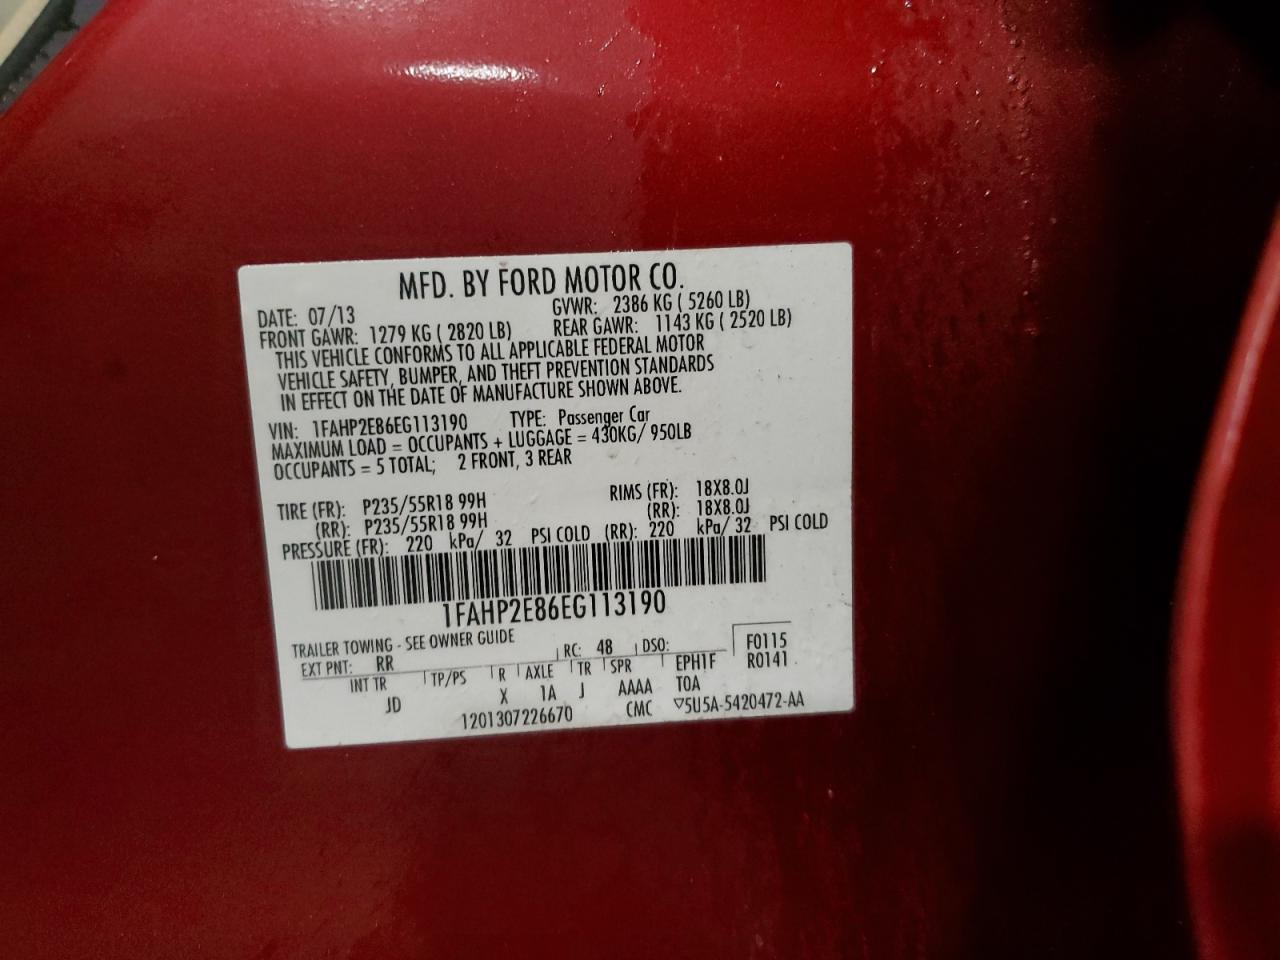 MFD. BY FORD MOTOR CO.
DATE: 07/13 GVWR: 2386 KG ( 5260 LB)
FRONT GAWR: 1279 KG ( 2820 LB) REAR GAWR: 1143 KG ( 2520 LB)
THIS VEHICLE CONFORMS TO ALL APPLICABLE FEDERAL MOTOR
VEHICLE SAFETY, BUMPER, AND THEFT PREVENTION STANDARDS
IN EFFECT ON THE DATE OF MANUFACTURE SHOWN ABOVE.
VIN: 1FAHP2E86EG113190 TYPE: Passenger Car
MAXIMUM LOAD = OCCUPANTS + LUGGAGE = 430KG/ 950LB
OCCUPANTS = 5 TOTAL; 2 FRONT, 3 REAR
TIRE (FR): P235/55R18 99H RIMS (FR): 18X8.0J
(RR): P235/55R18 99H (RR): 18X8.0J
PRESSURE (FR): 220 kPa/ 32 PSI COLD (RR): 220 kPa/ 32 PSI COLD
1FAHP2E86EG113190
TRAILER TOWING - SEE OWNER GUIDE
EXT PNT: RR RC: 48 DSO: F0115
INT TR TP/PS R AXLE TR SPR EPH1F R0141
JD X 1A J AAAA TOA
1201307226670 CMC ▽5U5A-5420472-AA